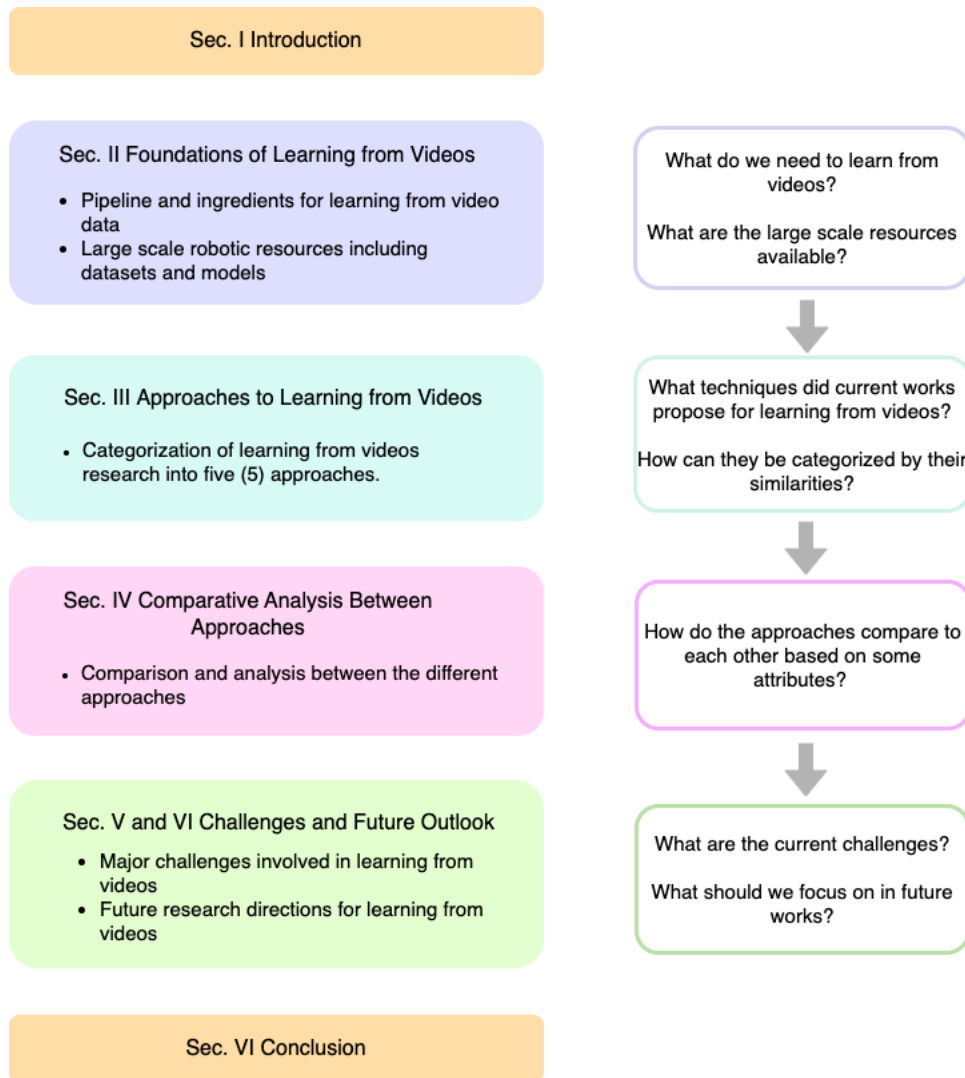 Sec. I Introduction
Sec. II Foundations of Learning from Videos
• Pipeline and ingredients for learning from video
data
• Large scale robotic resources including
datasets and models
What do we need to learn from
videos?
What are the large scale resources
available?
Sec. III Approaches to Learning from Videos
• Categorization of learning from videos
research into five (5) approaches.
What techniques did current works
propose for learning from videos?
How can they be categorized by their
similarities?
Sec. IV Comparative Analysis Between
Approaches
• Comparison and analysis between the different
approaches
How do the approaches compare to
each other based on some
attributes?
Sec. V and VI Challenges and Future Outlook
• Major challenges involved in learning from
videos
• Future research directions for learning from
videos
What are the current challenges?
What should we focus on in future
works?
Sec. VI Conclusion